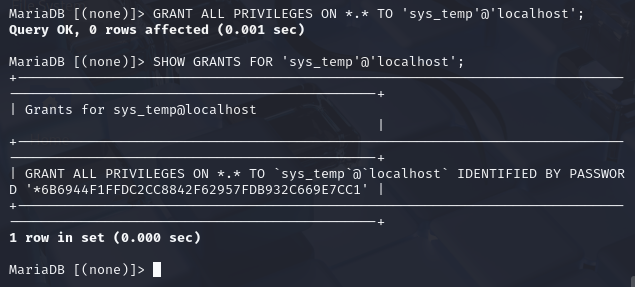 MariaDB [(none)]> GRANT ALL PRIVILEGES ON *.* TO 'sys_temp'@'localhost';
Query OK, 0 rows affected (0.001 sec)
MariaDB [(none)]> SHOW GRANTS FOR 'sys_temp'@'localhost';
| Grants for sys_temp@localhost
|
| GRANT ALL PRIVILEGES ON *.* TO `sys_temp`@`localhost` IDENTIFIED BY PASSWOR
D '*6B6944F1FFDC2CC8842F62957FDB932C669E7CC1' |
1 row in set (0.000 sec)
MariaDB [(none)]>